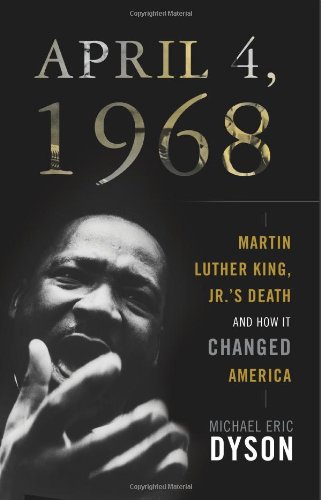 APRIL 4,
1968
MARTIN
LUTHER KING,
JR.'S DEATH
AND HOW IT
CHANGED
AMERICA
MICHAEL ERIC
DYSON